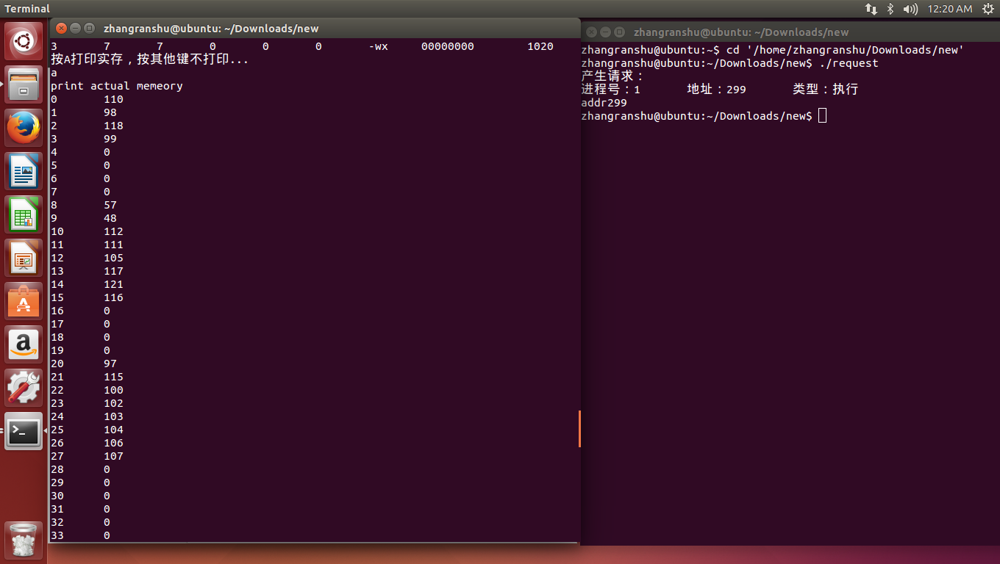 Terminal
12:20 AM
zhangranshu@ubuntu: ~/Downloads/new
3 7 7 0 0 0 -wx 00000000 1020
按A打印实存，按其他键不打印...
a
print actual memeory
0 110
1 98
2 118
3 99
4 0
5 0
6 0
7 0
8 57
9 48
10 112
11 111
12 105
13 117
14 121
15 116
16 0
17 0
18 0
19 0
20 97
21 115
22 100
23 102
24 103
25 104
26 106
27 107
28 0
29 0
30 0
31 0
32 0
33 0
zhangranshu@ubuntu: ~/Downloads/new
zhangranshu@ubuntu:~$ cd '/home/zhangranshu/Downloads/new'
zhangranshu@ubuntu:~/Downloads/new$ ./request
产生请求：
进程号：1 地址：299 类型：执行
addr299
zhangranshu@ubuntu:~/Downloads/new$